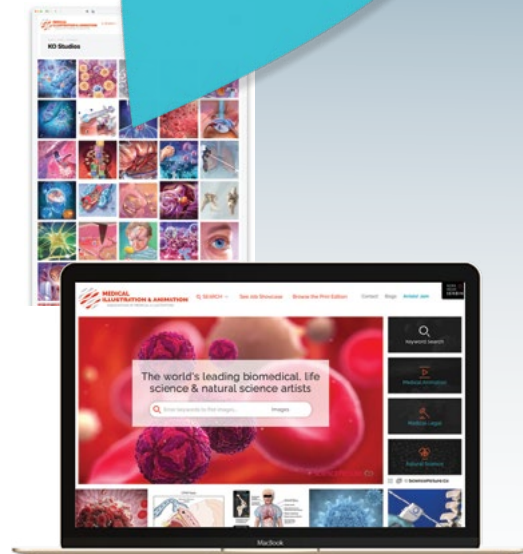 MEDICAL
KO Studios
MEDICAL
ILLUSTRATION & ANIMATION
SEARCH
See Job Showcase
Browse the Print Edition
Contact
Blogs
Artists! Join
Keyword Search
The world's leading biomedical, life
science & natural science artists
Enter keywords to find images...
Images
Medical Animation
Medical Legal
Natural Science
© SciencePicture Co
MacBook